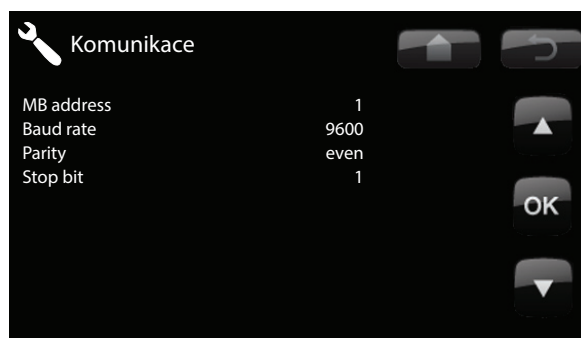 Komunikace
MB address 1
Baud rate 9600
Parity even
Stop bit 1
OK